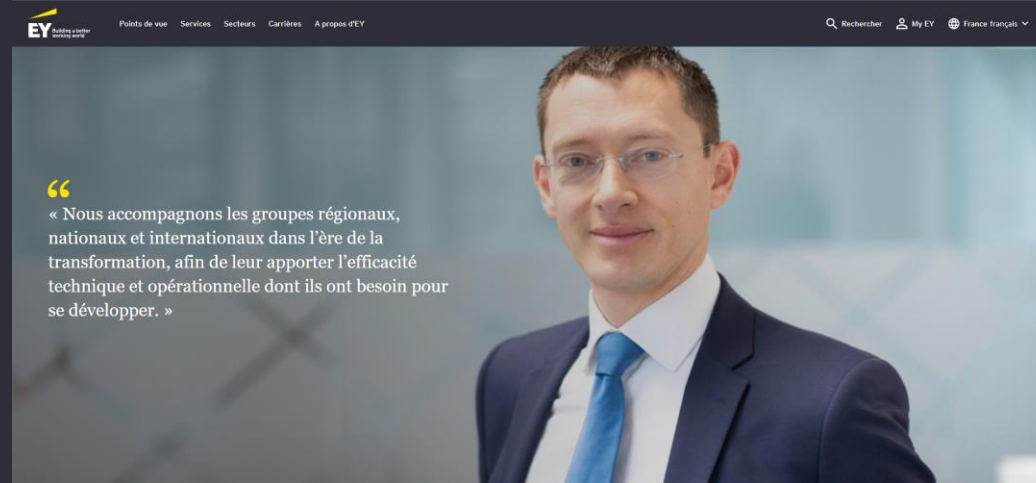 EY Building a better
working world
Points de vue Services Secteurs Carrières A propos d'EY
Rechercher My EY France français
“
« Nous accompagnons les groupes régionaux,
nationaux et internationaux dans l’ère de la
transformation, afin de leur apporter l’efficacité
technique et opérationnelle dont ils ont besoin pour
se développer. »